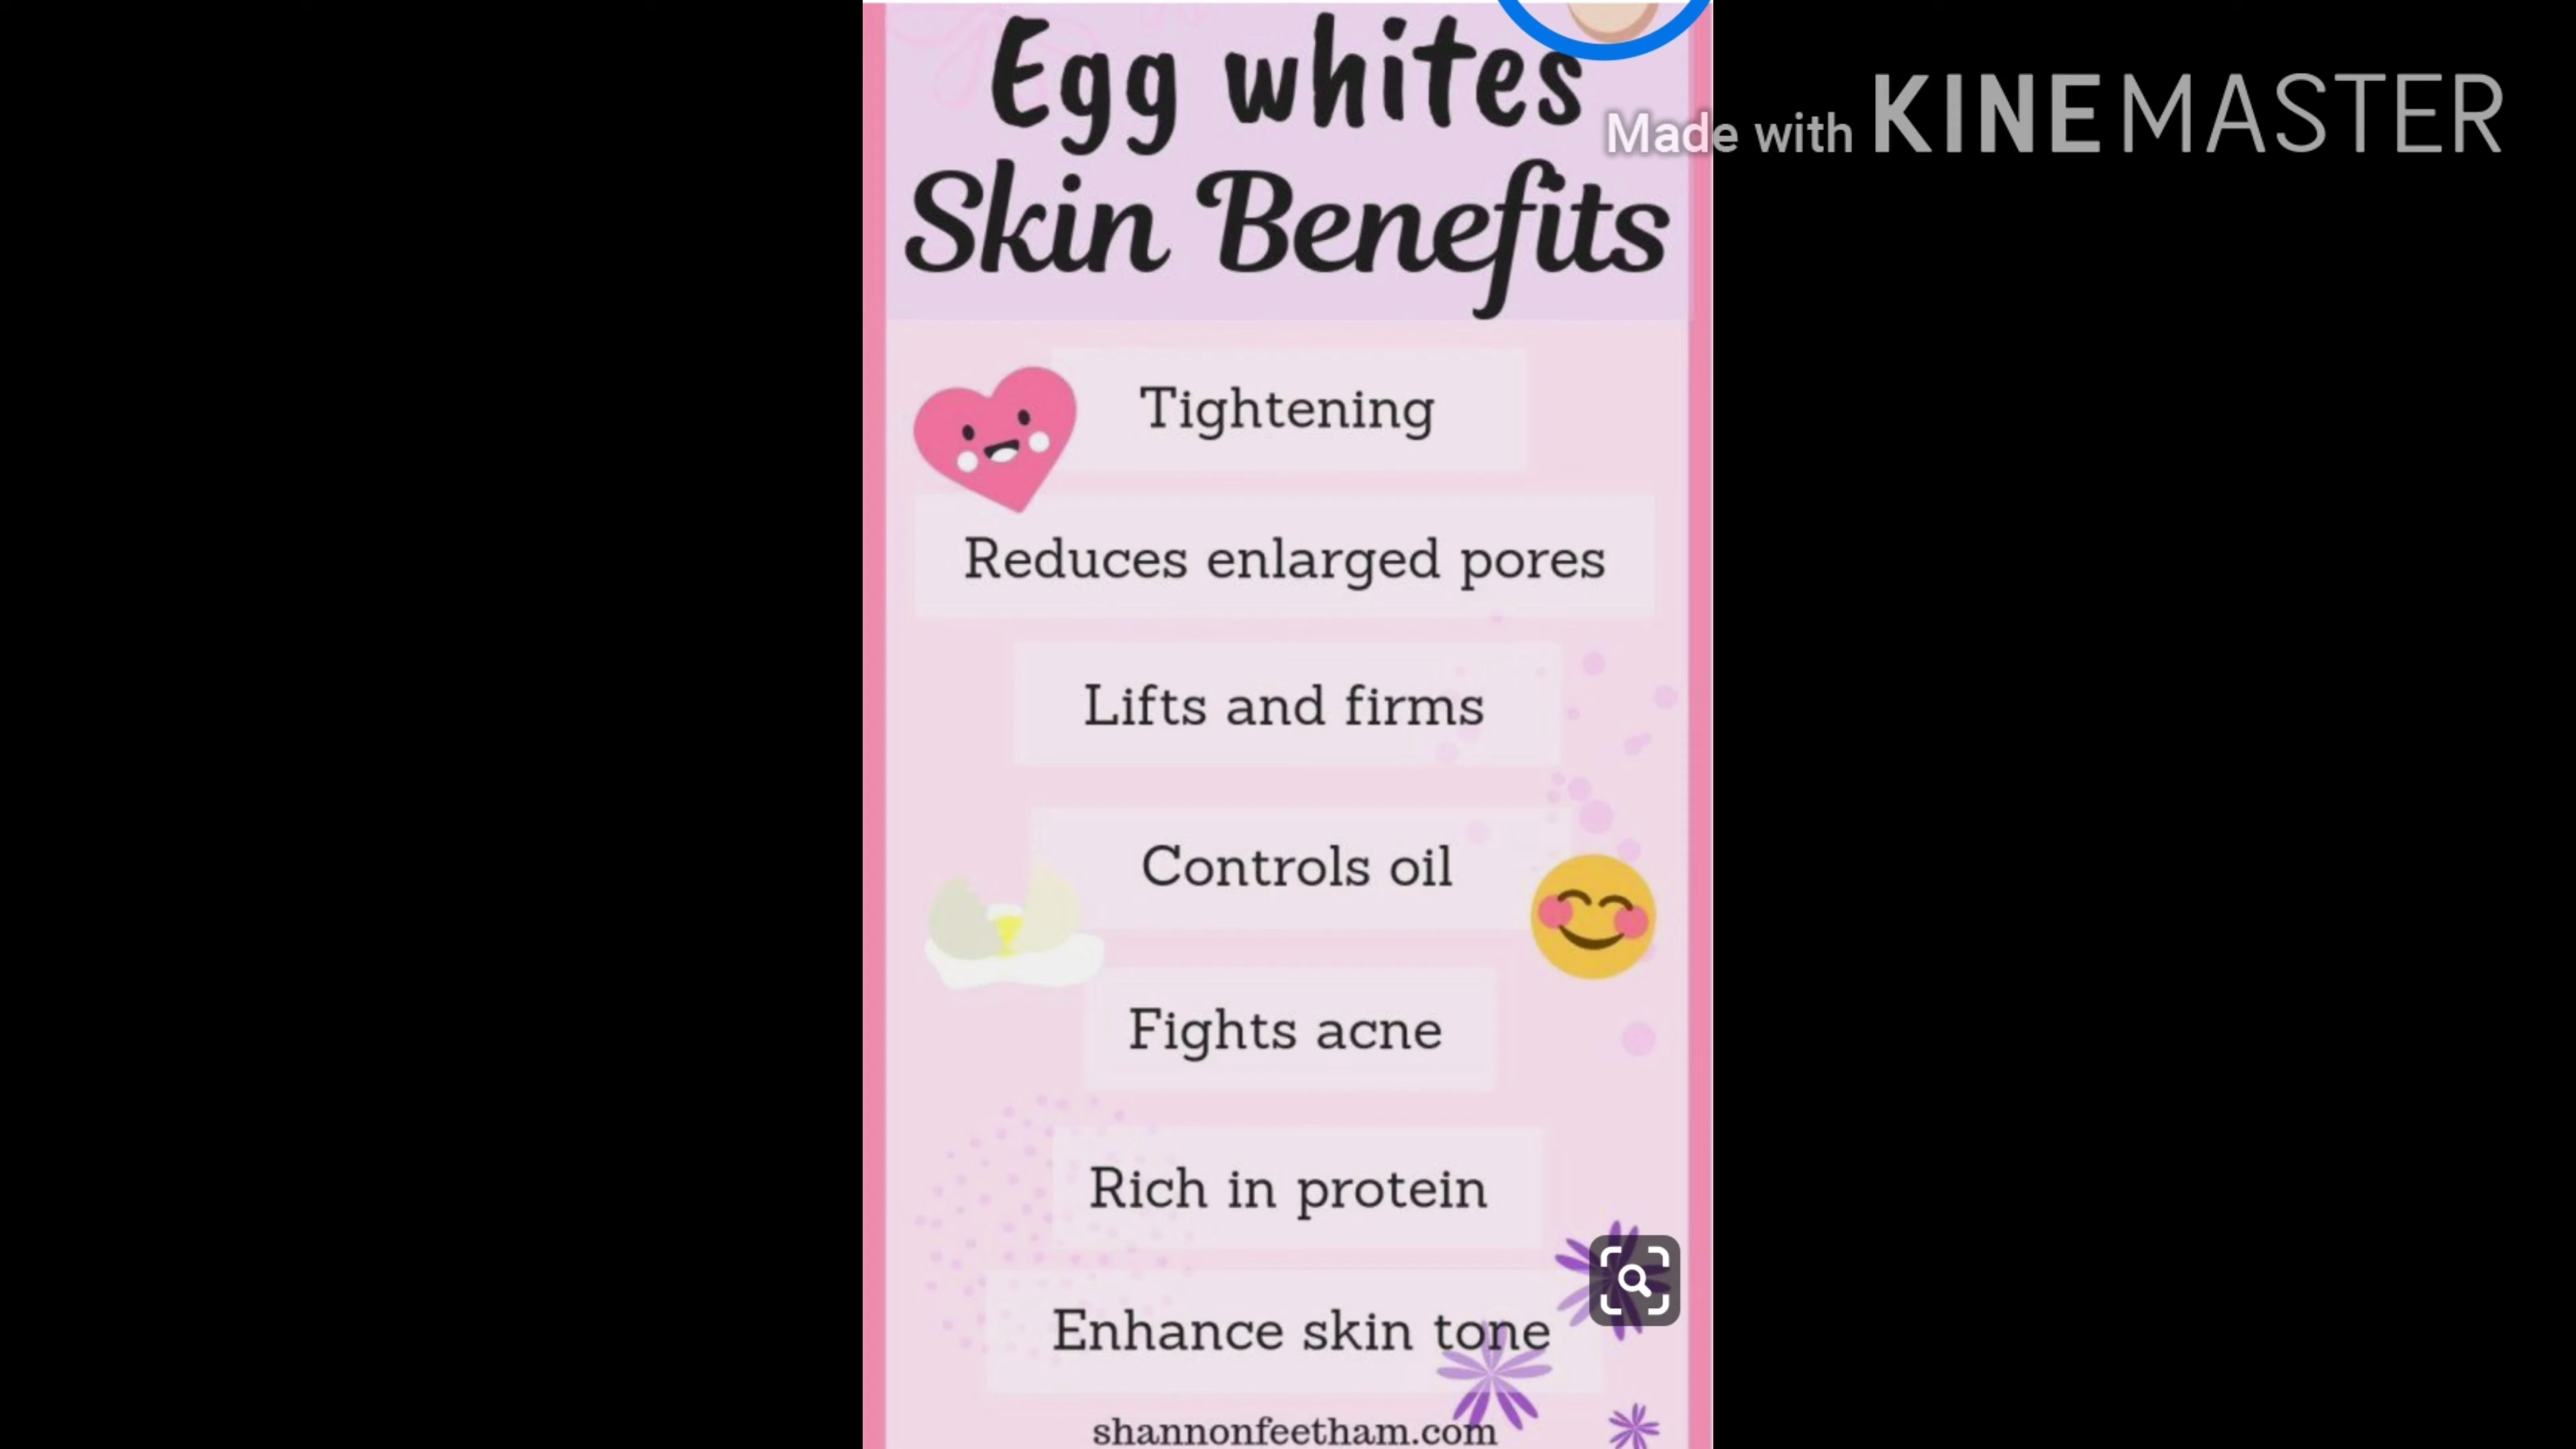 Egg whites
Made with KINEMASTER
Skin Benefits
Tightening
Reduces enlarged pores
Lifts and firms
Controls oil
Fights acne
Rich in protein
Enhance skin tone
shannonfeetham.com